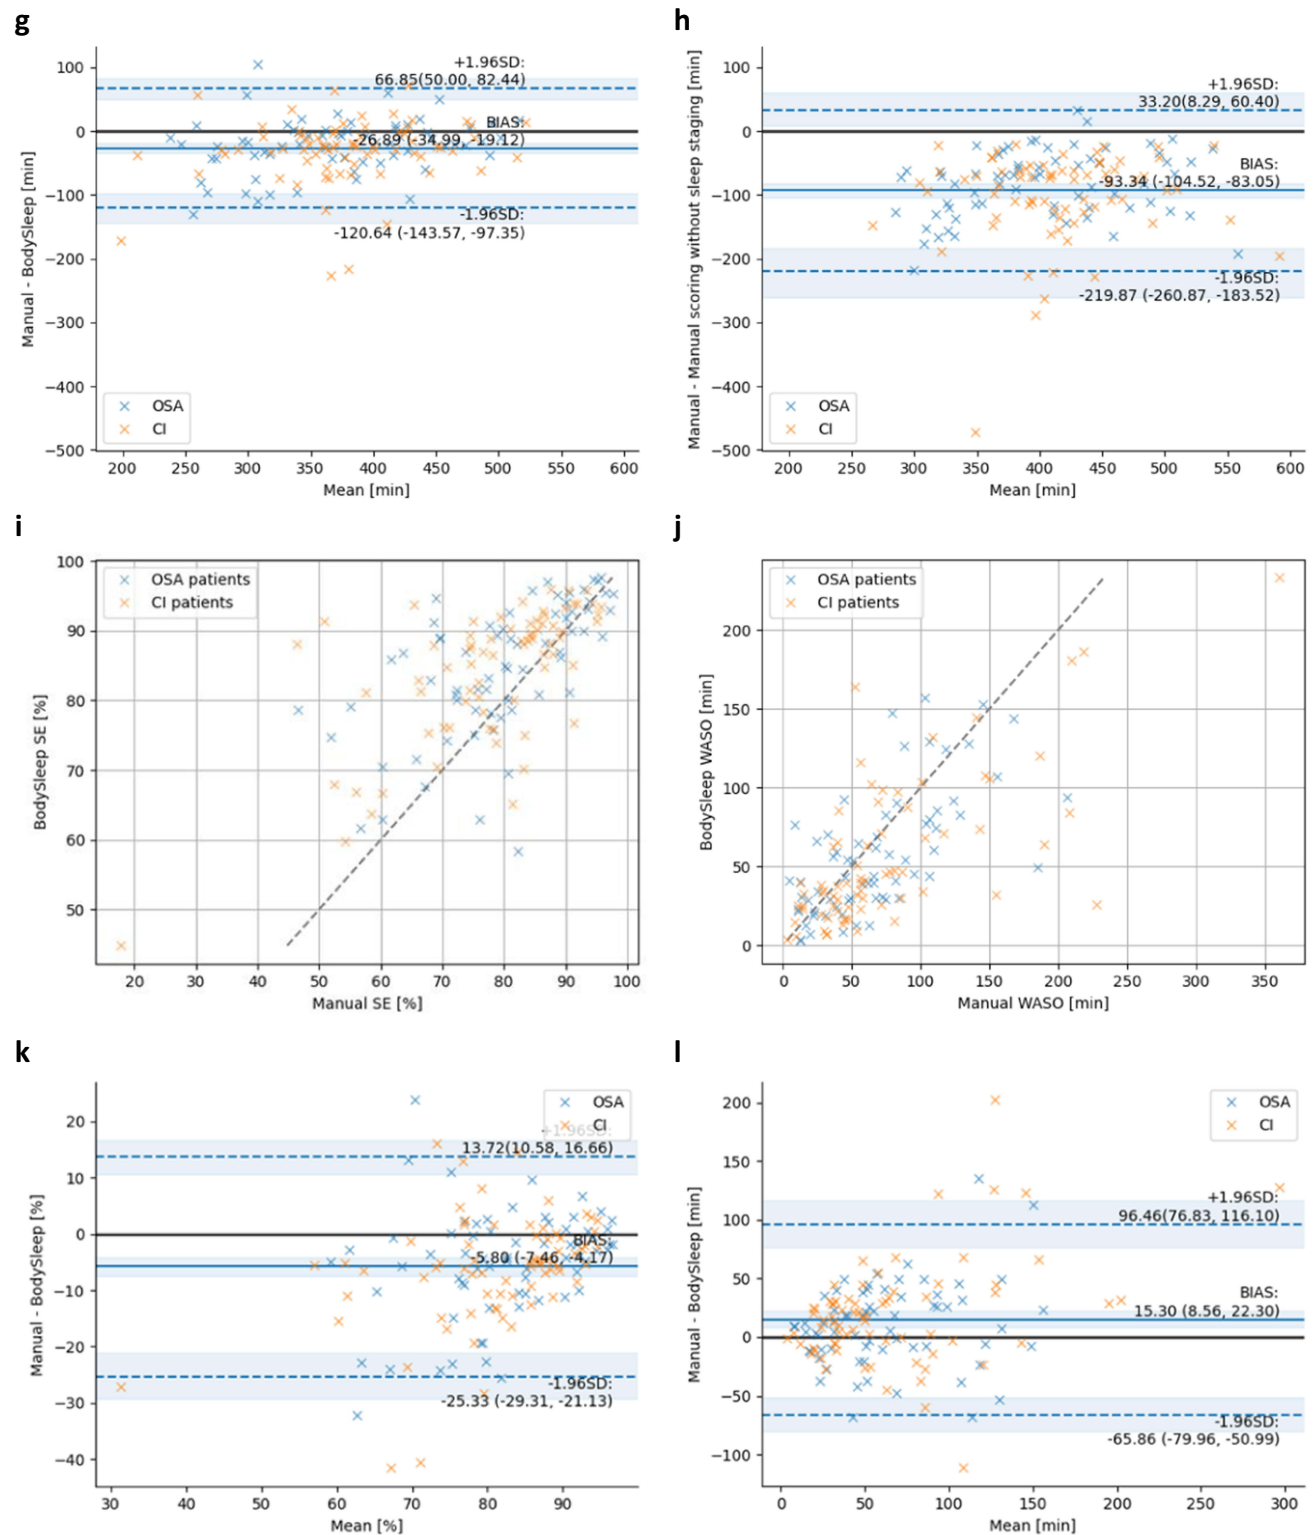 g
h
+1.96SD:
66.85(50.00, 82.44)
BIAS:
-26.89 (-34.99, -19.12)
-1.96SD:
-120.64 (-143.57, -97.35)
100
0
−100
−200
−300
−400
−500
Manual - BodySleep [min]
OSA
CI
200 250 300 350 400 450 500 550 600
Mean [min]
+1.96SD:
33.20(8.29, 60.40)
BIAS:
-93.34 (-104.52, -83.05)
-1.96SD:
-219.87 (-260.87, -183.52)
100
0
−100
−200
−300
−400
−500
Manual - Manual scoring without sleep staging [min]
OSA
CI
200 250 300 350 400 450 500 550 600
Mean [min]
i
j
OSA patients
CI patients
100
90
80
70
60
50
BodySleep SE [%]
20 30 40 50 60 70 80 90 100
Manual SE [%]
OSA patients
CI patients
200
150
100
50
0
BodySleep WASO [min]
0 50 100 150 200 250 300 350
Manual WASO [min]
k
l
OSA
CI
+1.96SD:
13.72(10.58, 16.66)
BIAS:
-5.80 (-7.46, -4.17)
-1.96SD:
-25.33 (-29.31, -21.13)
20
10
0
−10
−20
−30
−40
Manual - BodySleep [%]
30 40 50 60 70 80 90
Mean [%]
OSA
CI
+1.96SD:
96.46(76.83, 116.10)
BIAS:
15.30 (8.56, 22.30)
-1.96SD:
-65.86 (-79.96, -50.99)
200
150
100
50
0
−50
−100
Manual - BodySleep [min]
0 50 100 150 200 250 300
Mean [min]